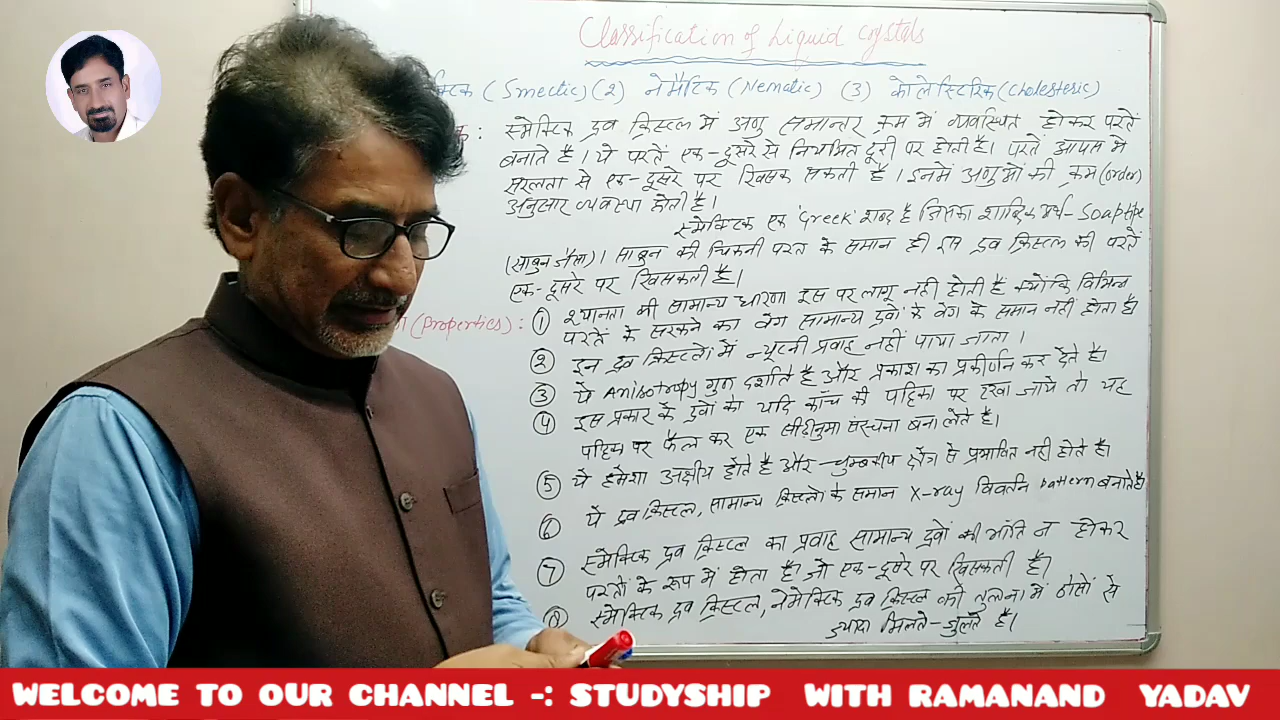 Classification of Liquid Crystals
(Smectic) (2) नेमैटिक (Nematic) (3) कोलेस्टिरिक (Cholesteric)
: स्मेक्टिक द्रव क्रिस्टल में अणु समान्तर क्रम में व्यवस्थित होकर परतें
बनाते है। ये परतें एक-दूसरे से नियमित दूरी पर होती है। परतें आपस में
सरलता से एक-दूसरे पर खिसक सकती है। इनमें अणुओं की क्रम (order)
अनुसार व्यवस्था होती है।
स्मेक्टिक एक 'Greek' शब्द है जिसका शाब्दिक अर्थ - Soap type
(साबुन जैसा)। साबुन की चिकनी परत के समान ही इस द्रव क्रिस्टल की परतें
एक-दूसरे पर खिसकती है।
(Properties) : ① श्यानता की सामान्य धारणा इस पर लागू नही होती है क्योंकि विभिन्न
परतों के सरकने का वेग सामान्य द्रवों के वेग के समान नहीं होता है।
② इन द्रव क्रिस्टलों में न्यूटनी प्रवाह नहीं पाया जाता।
③ ये Anisotropy गुण दर्शाते है और प्रकाश का प्रकीर्णन कर देते है।
④ इस प्रकार के द्रवों को यदि काँच की पट्टिका पर रखा जाये तो यह
पट्टिका पर फैल कर एक सीढ़ीनुमा संरचना बना लेते है।
⑤ ये हमेशा अक्षीय होते है और चुम्बकीय क्षेत्र से प्रभावित नही होते है।
⑥ ये द्रव क्रिस्टल, सामान्य क्रिस्टलों के समान X-ray विवर्तन pattern बनाते है।
⑦ स्मेक्टिक द्रव क्रिस्टल का प्रवाह सामान्य द्रवों की भांति न होकर
परतों के रूप में होता है। जो एक-दूसरे पर खिसकती है।
⑧ स्मेक्टिक द्रव क्रिस्टल, नेमेक्टिक द्रव क्रिस्टल की तुलना में ठोसों से
ज्यादा मिलते-जुलते है।
WELCOME TO OUR CHANNEL -: STUDYSHIP WITH RAMANAND YADAV